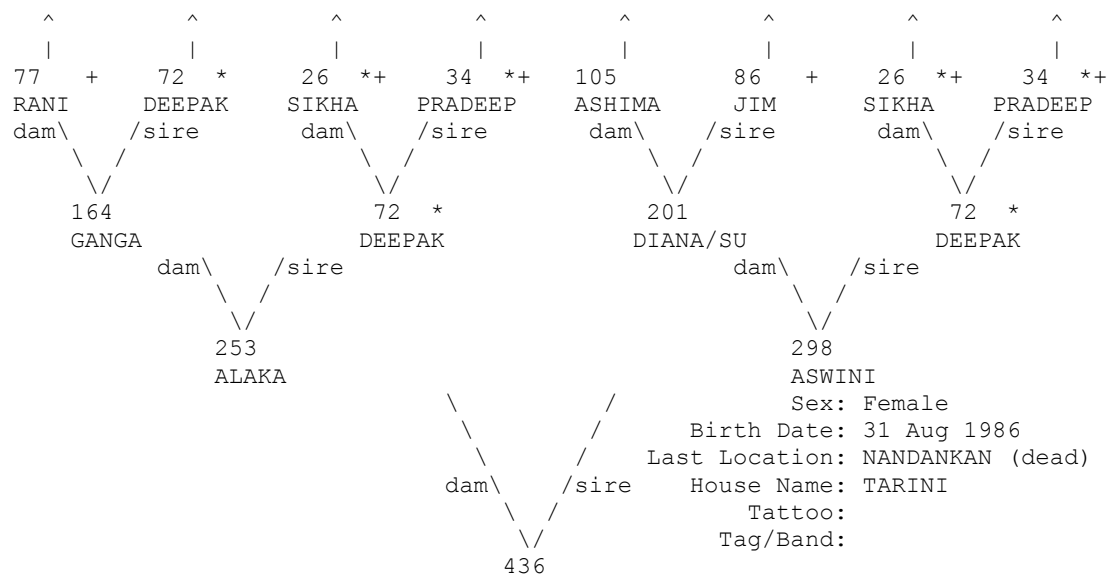 ^ ^ ^ ^ ^ ^ ^ ^
| | | | | | | |
77 + 72 * 26 *+ 34 *+ 105 86 + 26 *+ 34 *+
RANI DEEPAK SIKHA PRADEEP ASHIMA JIM SIKHA PRADEEP
dam\ /sire dam\ /sire dam\ /sire dam\ /sire
\ / \ / \ / \ /
\/ \/ \/ \/
164 72 * 201 72 *
GANGA DEEPAK DIANA/SU DEEPAK
dam\ /sire dam\ /sire
\ / \ /
\/ \/
253 298
ALAKA ASWINI
\ / Sex: Female
\ / Birth Date: 31 Aug 1986
\ / Last Location: NANDANKAN (dead)
dam\ /sire House Name: TARINI
\ / Tattoo:
\/ Tag/Band:
436